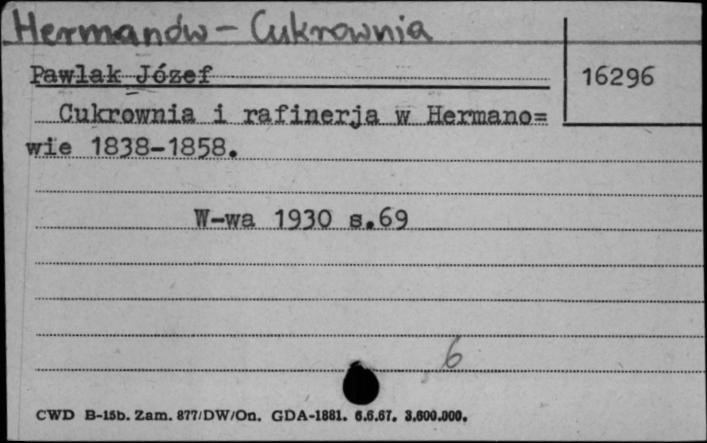 Hermanów - Cukrownia
Pawlak Józef
16296
Cukrownia i rafinerja w Hermano=
wie 1838-1858.
W-wa 1930 s.69
6
CWD B-15b. Zam. 877/DW/On. GDA-1881. 6.6.67. 3.600.000.